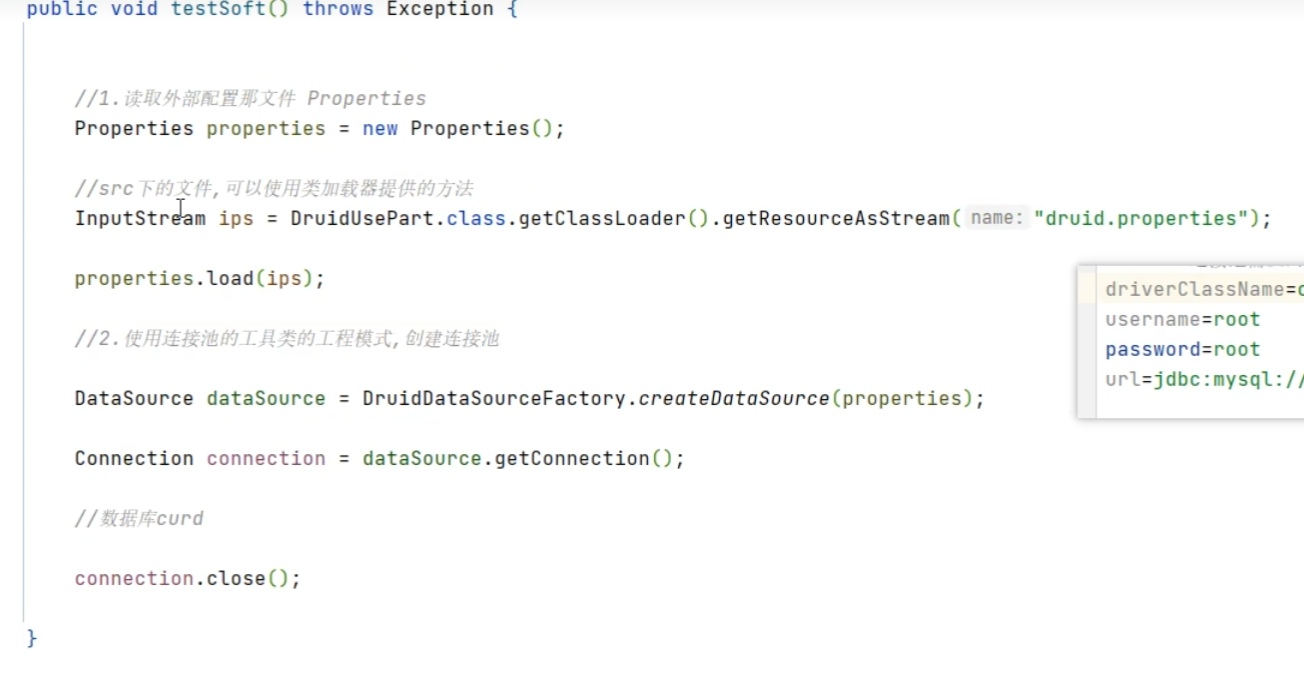 public void testSoft() throws Exception {
//1.读取外部配置那文件 Properties
Properties properties = new Properties();
//src下的文件,可以使用类加载器提供的方法
InputStream ips = DruidUsePart.class.getClassLoader().getResourceAsStream( name: "druid.properties");
properties.load(ips);
driverClassName=
username=root
//2.使用连接池的工具类的工程模式,创建连接池
password=root
url=jdbc:mysql://
DataSource dataSource = DruidDataSourceFactory.createDataSource(properties);
Connection connection = dataSource.getConnection();
//数据库curd
connection.close();
}